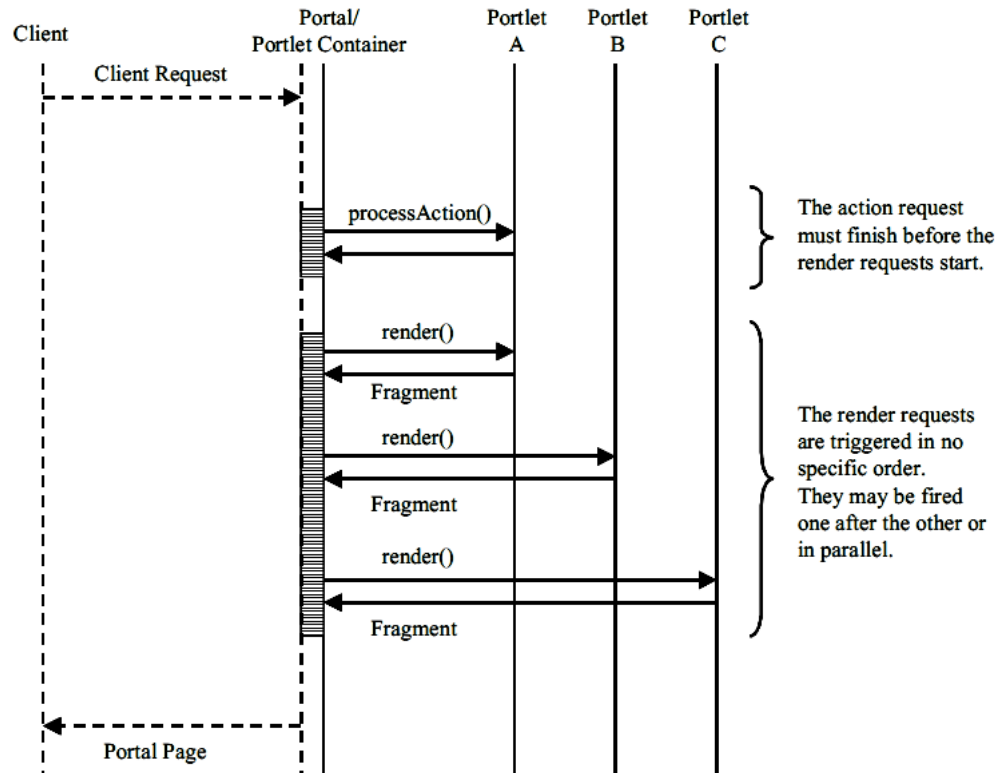 Client
Portal/
Portlet Container
Portlet
A
Portlet
B
Portlet
C
Client Request
processAction()
The action request
must finish before the
render requests start.
render()
Fragment
render()
Fragment
render()
Fragment
The render requests
are triggered in no
specific order.
They may be fired
one after the other or
in parallel.
Portal Page